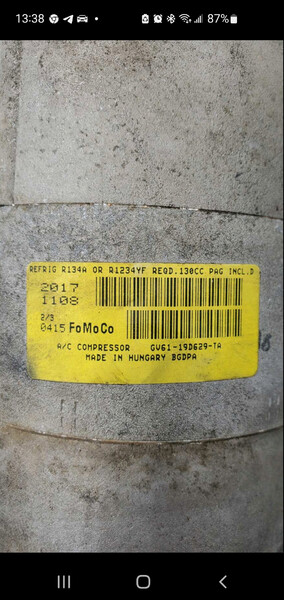 13:38
87%
REFRIG R134A OR R1234YF REQD.130CC PAG INCL.D
2017
1108
2/3
0415 FoMoCo
A/C COMPRESSOR GV61-19D629-TA
MADE IN HUNGARY BGDPA